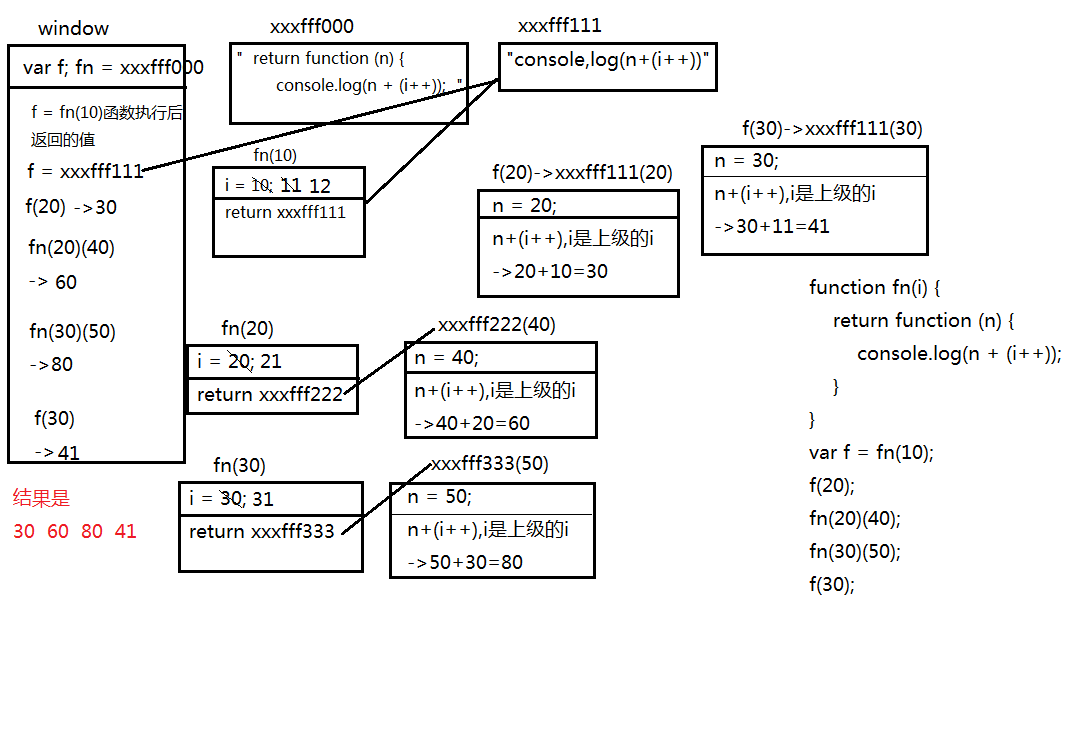 window
var f; fn = xxxfff000
f = fn(10)函数执行后
返回的值
f = xxxfff111
f(20) ->30
fn(20)(40)
-> 60
fn(30)(50)
->80
f(30)
->41
结果是
30 60 80 41
xxxfff000
" return function (n) {
console.log(n + (i++)); "
xxxfff111
"console,log(n+(i++))"
fn(10)
i = 10; 11 12
return xxxfff111
f(20)->xxxfff111(20)
n = 20;
n+(i++),i是上级的i
->20+10=30
f(30)->xxxfff111(30)
n = 30;
n+(i++),i是上级的i
->30+11=41
fn(20)
i = 20; 21
return xxxfff222
xxxfff222(40)
n = 40;
n+(i++),i是上级的i
->40+20=60
fn(30)
i = 30; 31
return xxxfff333
xxxfff333(50)
n = 50;
n+(i++),i是上级的i
->50+30=80
function fn(i) {
return function (n) {
console.log(n + (i++));
}
}
var f = fn(10);
f(20);
fn(20)(40);
fn(30)(50);
f(30);